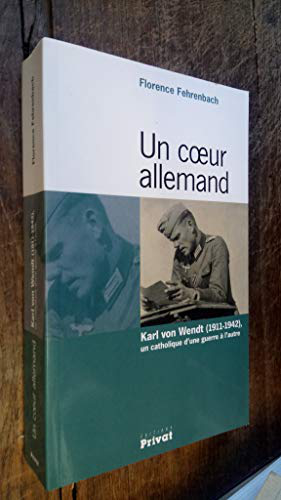 Florence Fehrenbach
Un cœur
allemand
Karl von Wendt (1911-1942),
un catholique d'une guerre à l'autre
EDITIONS
Privat
Florence Fehrenbach
Karl von Wendt (1911-1942),
Un cœur allemand